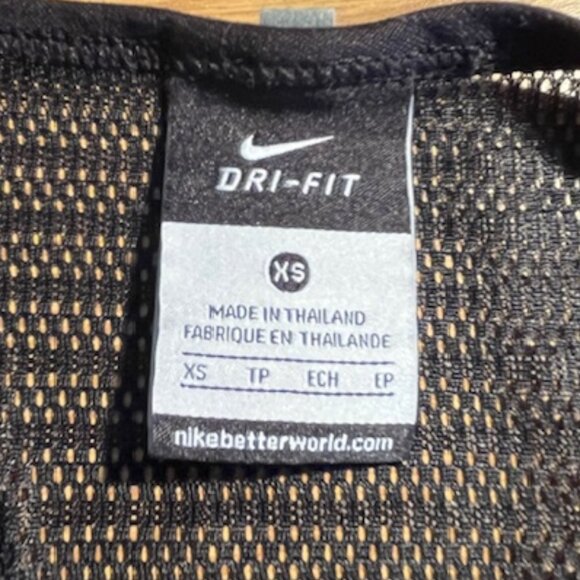 DRI-FIT
XS
MADE IN THAILAND
FABRIQUE EN THAILANDE
XS TP ECH EP
nikebetterworld.com